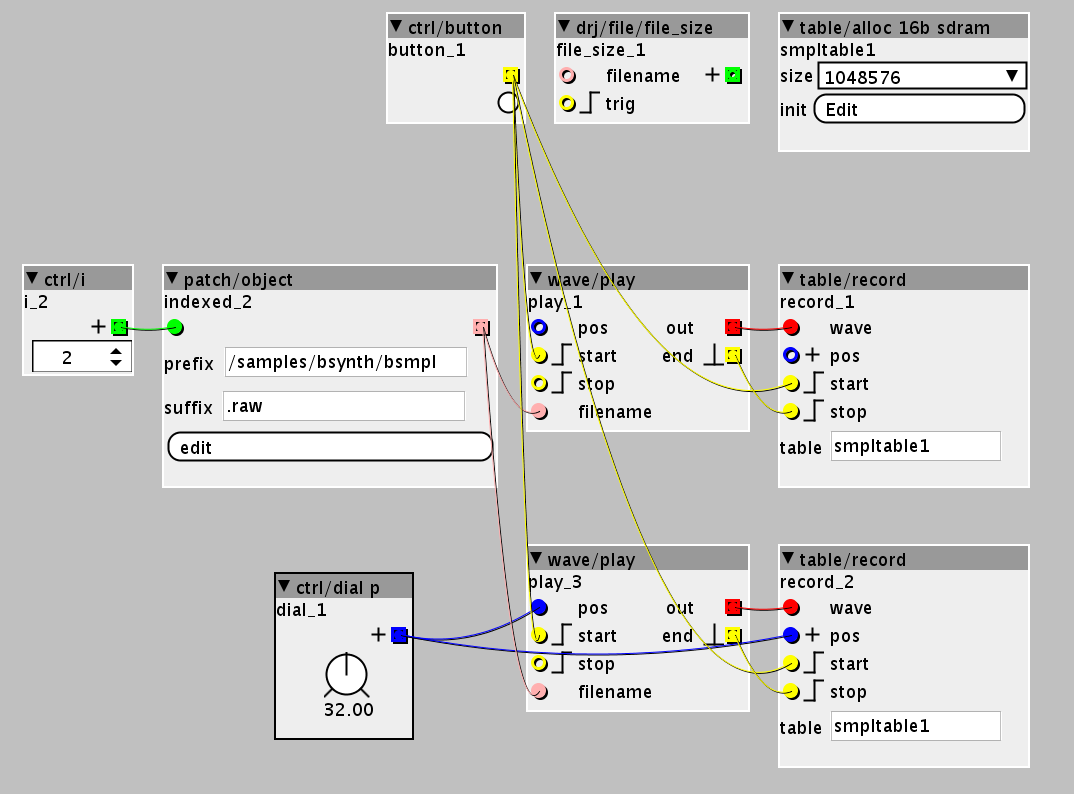 ctrl/button
button_1
drj/file/file_size
file_size_1
filename +
trig
table/alloc 16b sdram
smpltable1
size 1048576
init Edit
ctrl/i
i_2
+
2
patch/object
indexed_2
prefix /samples/bsynth/bsmpl
suffix .raw
edit
wave/play
play_1
pos out
start end
stop
filename
table/record
record_1
wave
+ pos
start
stop
table smpltable1
ctrl/dial p
dial_1
+
32.00
wave/play
play_3
pos out
start end
stop
filename
table/record
record_2
wave
+ pos
start
stop
table smpltable1